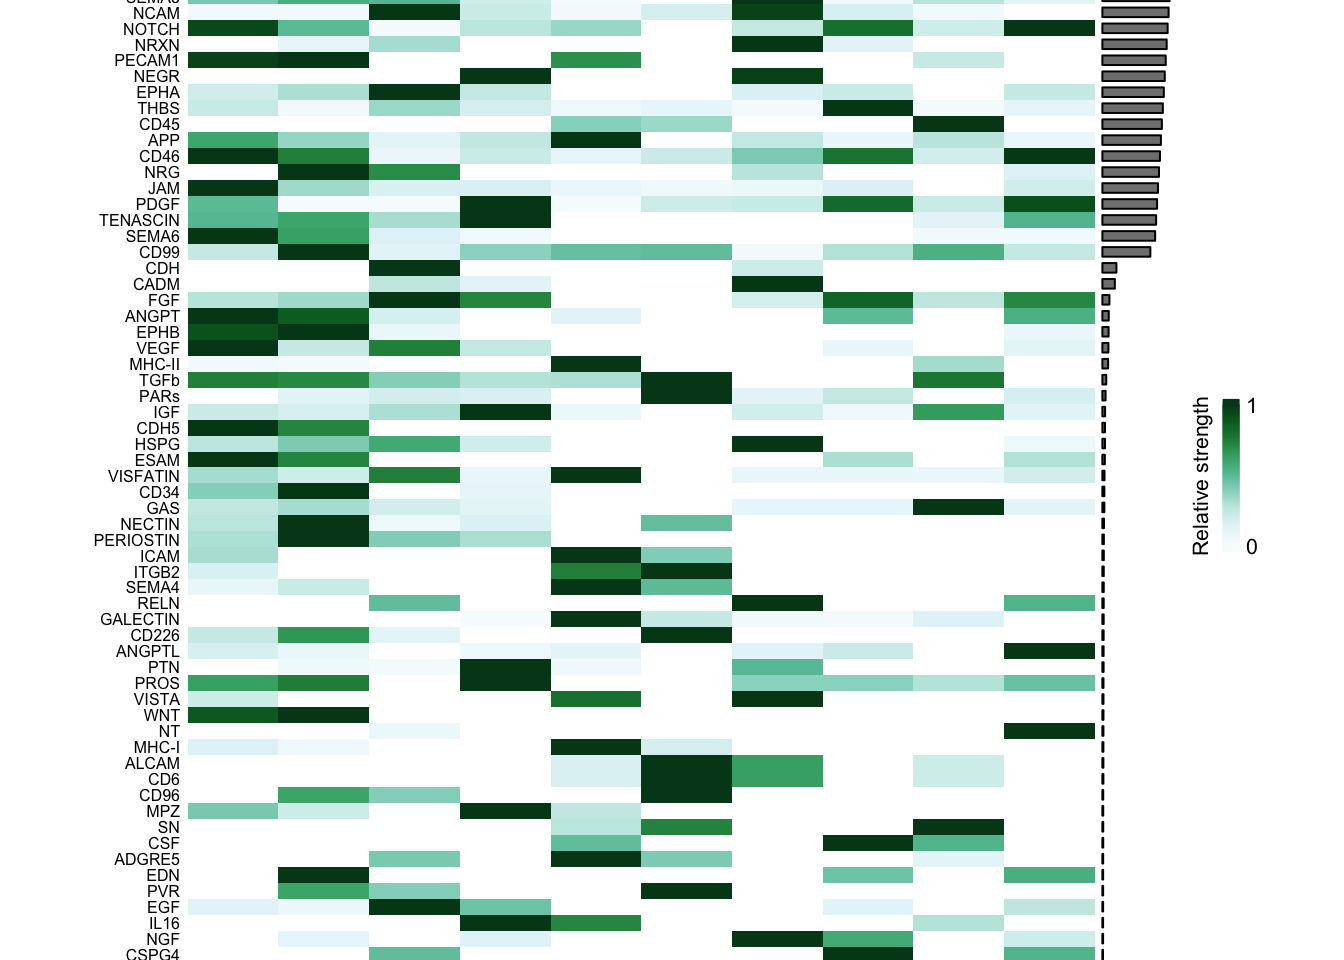 NCAM
NOTCH
NRXN
PECAM1
NEGR
EPHA
THBS
CD45
APP
CD46
NRG
JAM
PDGF
TENASCIN
SEMA6
CD99
CDH
CADM
FGF
ANGPT
EPHB
VEGF
MHC-II
TGFb
PARs
IGF
CDH5
HSPG
ESAM
VISFATIN
CD34
GAS
NECTIN
PERIOSTIN
ICAM
ITGB2
SEMA4
RELN
GALECTIN
CD226
ANGPTL
PTN
PROS
VISTA
WNT
NT
MHC-I
ALCAM
CD6
CD96
MPZ
SN
CSF
ADGRE5
EDN
PVR
EGF
IL16
NGF
CSPG4
Relative strength
1
0